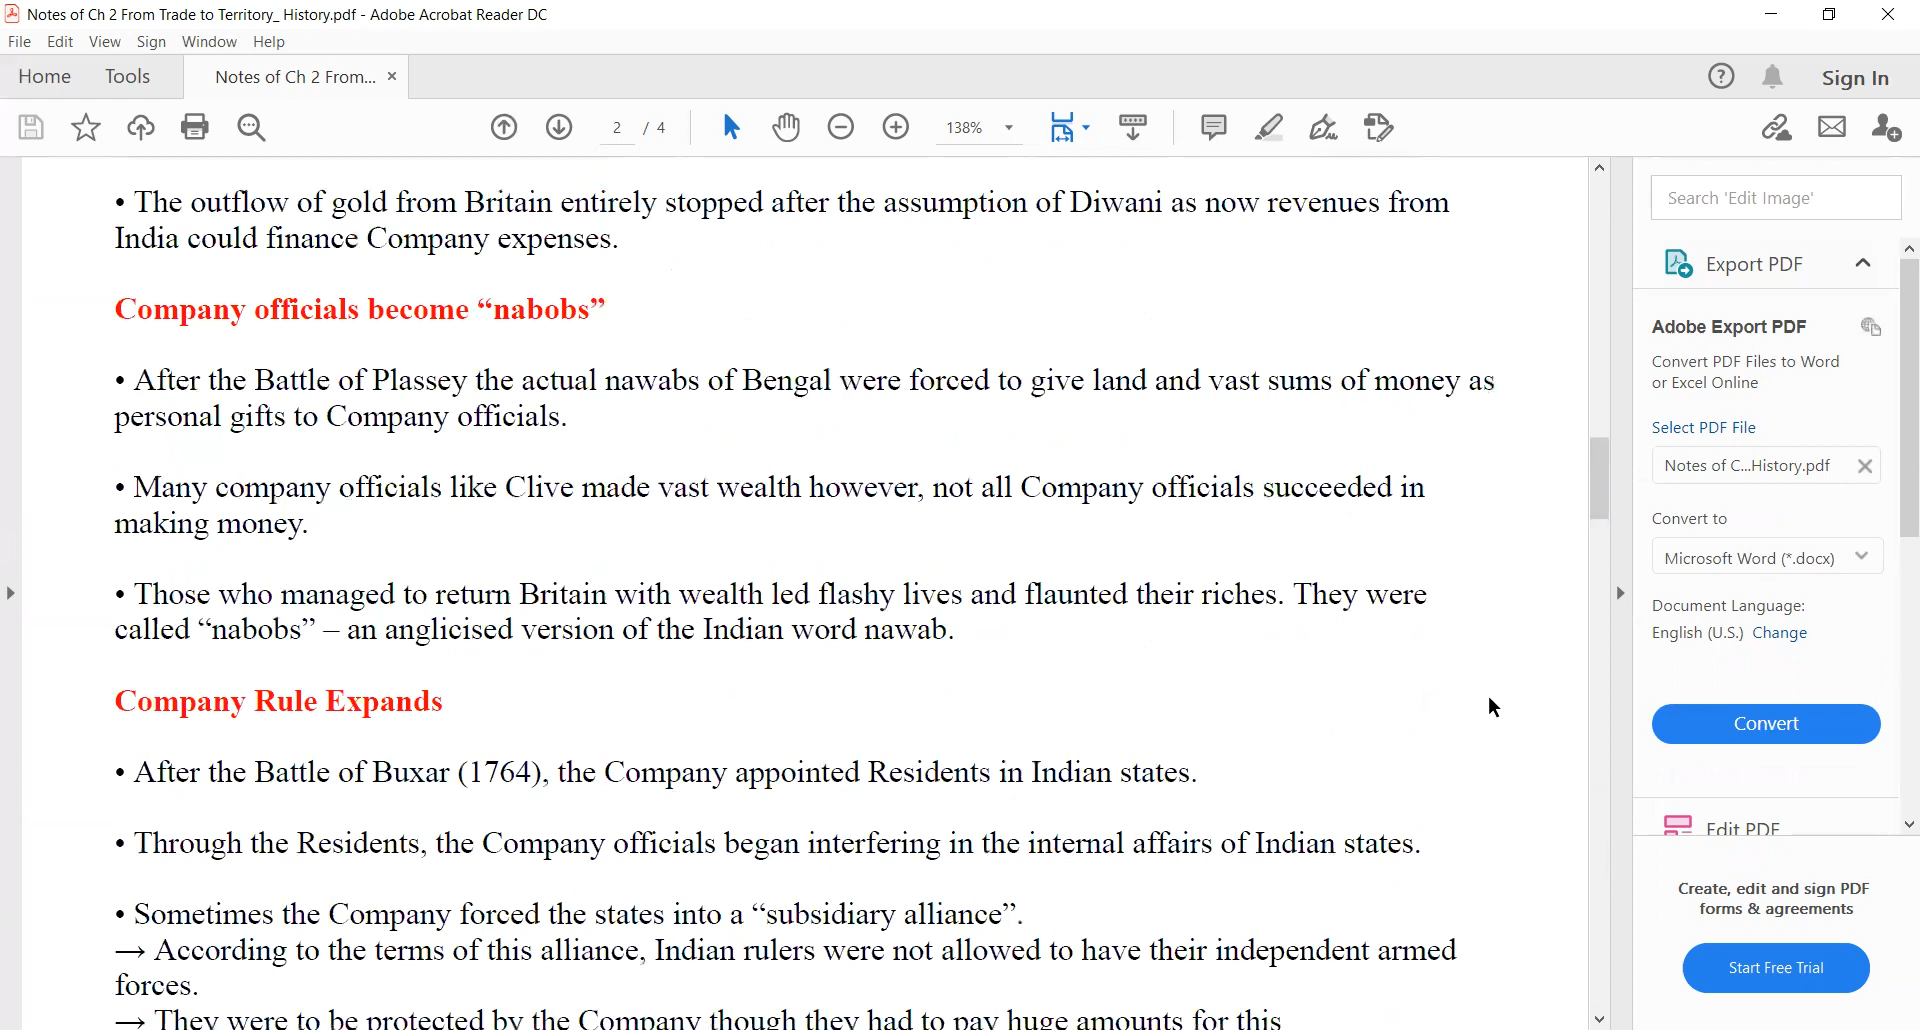 Notes of Ch 2 From Trade to Territory_ History.pdf - Adobe Acrobat Reader DC
File Edit View Sign Window Help
Home Tools Notes of Ch 2 From... × Sign In
2 / 4 138%
• The outflow of gold from Britain entirely stopped after the assumption of Diwani as now revenues from
India could finance Company expenses.
Company officials become “nabobs”
• After the Battle of Plassey the actual nawabs of Bengal were forced to give land and vast sums of money as
personal gifts to Company officials.
• Many company officials like Clive made vast wealth however, not all Company officials succeeded in
making money.
• Those who managed to return Britain with wealth led flashy lives and flaunted their riches. They were
called “nabobs” – an anglicised version of the Indian word nawab.
Company Rule Expands
• After the Battle of Buxar (1764), the Company appointed Residents in Indian states.
• Through the Residents, the Company officials began interfering in the internal affairs of Indian states.
• Sometimes the Company forced the states into a “subsidiary alliance”.
→ According to the terms of this alliance, Indian rulers were not allowed to have their independent armed
forces.
→ They were to be protected by the Company though they had to pay huge amounts for this
Search 'Edit Image'
Export PDF
Adobe Export PDF
Convert PDF Files to Word
or Excel Online
Select PDF File
Notes of C...History.pdf
Convert to
Microsoft Word (*.docx)
Document Language:
English (U.S.) Change
Convert
Edit PDF
Create, edit and sign PDF
forms & agreements
Start Free Trial